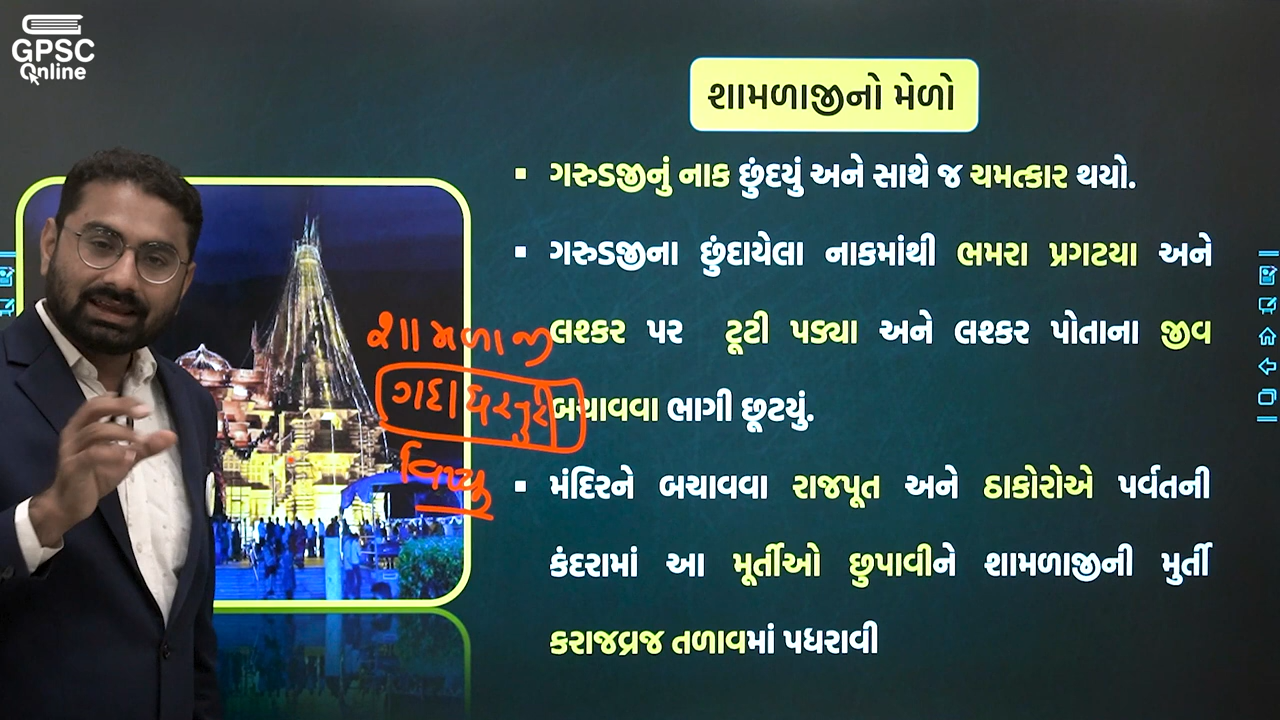 GPSC
Online
શામળાજીનો મેળો
▪ ગરુડજીનું નાક છુંદયું અને સાથે જ ચમત્કાર થયો.
▪ ગરુડજીના છુંદાયેલા નાકમાંથી ભમરા પ્રગટયા અને
લશ્કર પર ટૂટી પડ્યા અને લશ્કર પોતાના જીવ
બચાવવા ભાગી છૂટયું.
▪ મંદિરને બચાવવા રાજપૂત અને ઠાકોરોએ પર્વતની
કંદરામાં આ મૂર્તીઓ છુપાવીને શામળાજીની મુર્તી
કરાજવ્રજ તળાવમાં પધરાવી
શામળાજી
ગદાધરપુરી
વિષ્ણુ